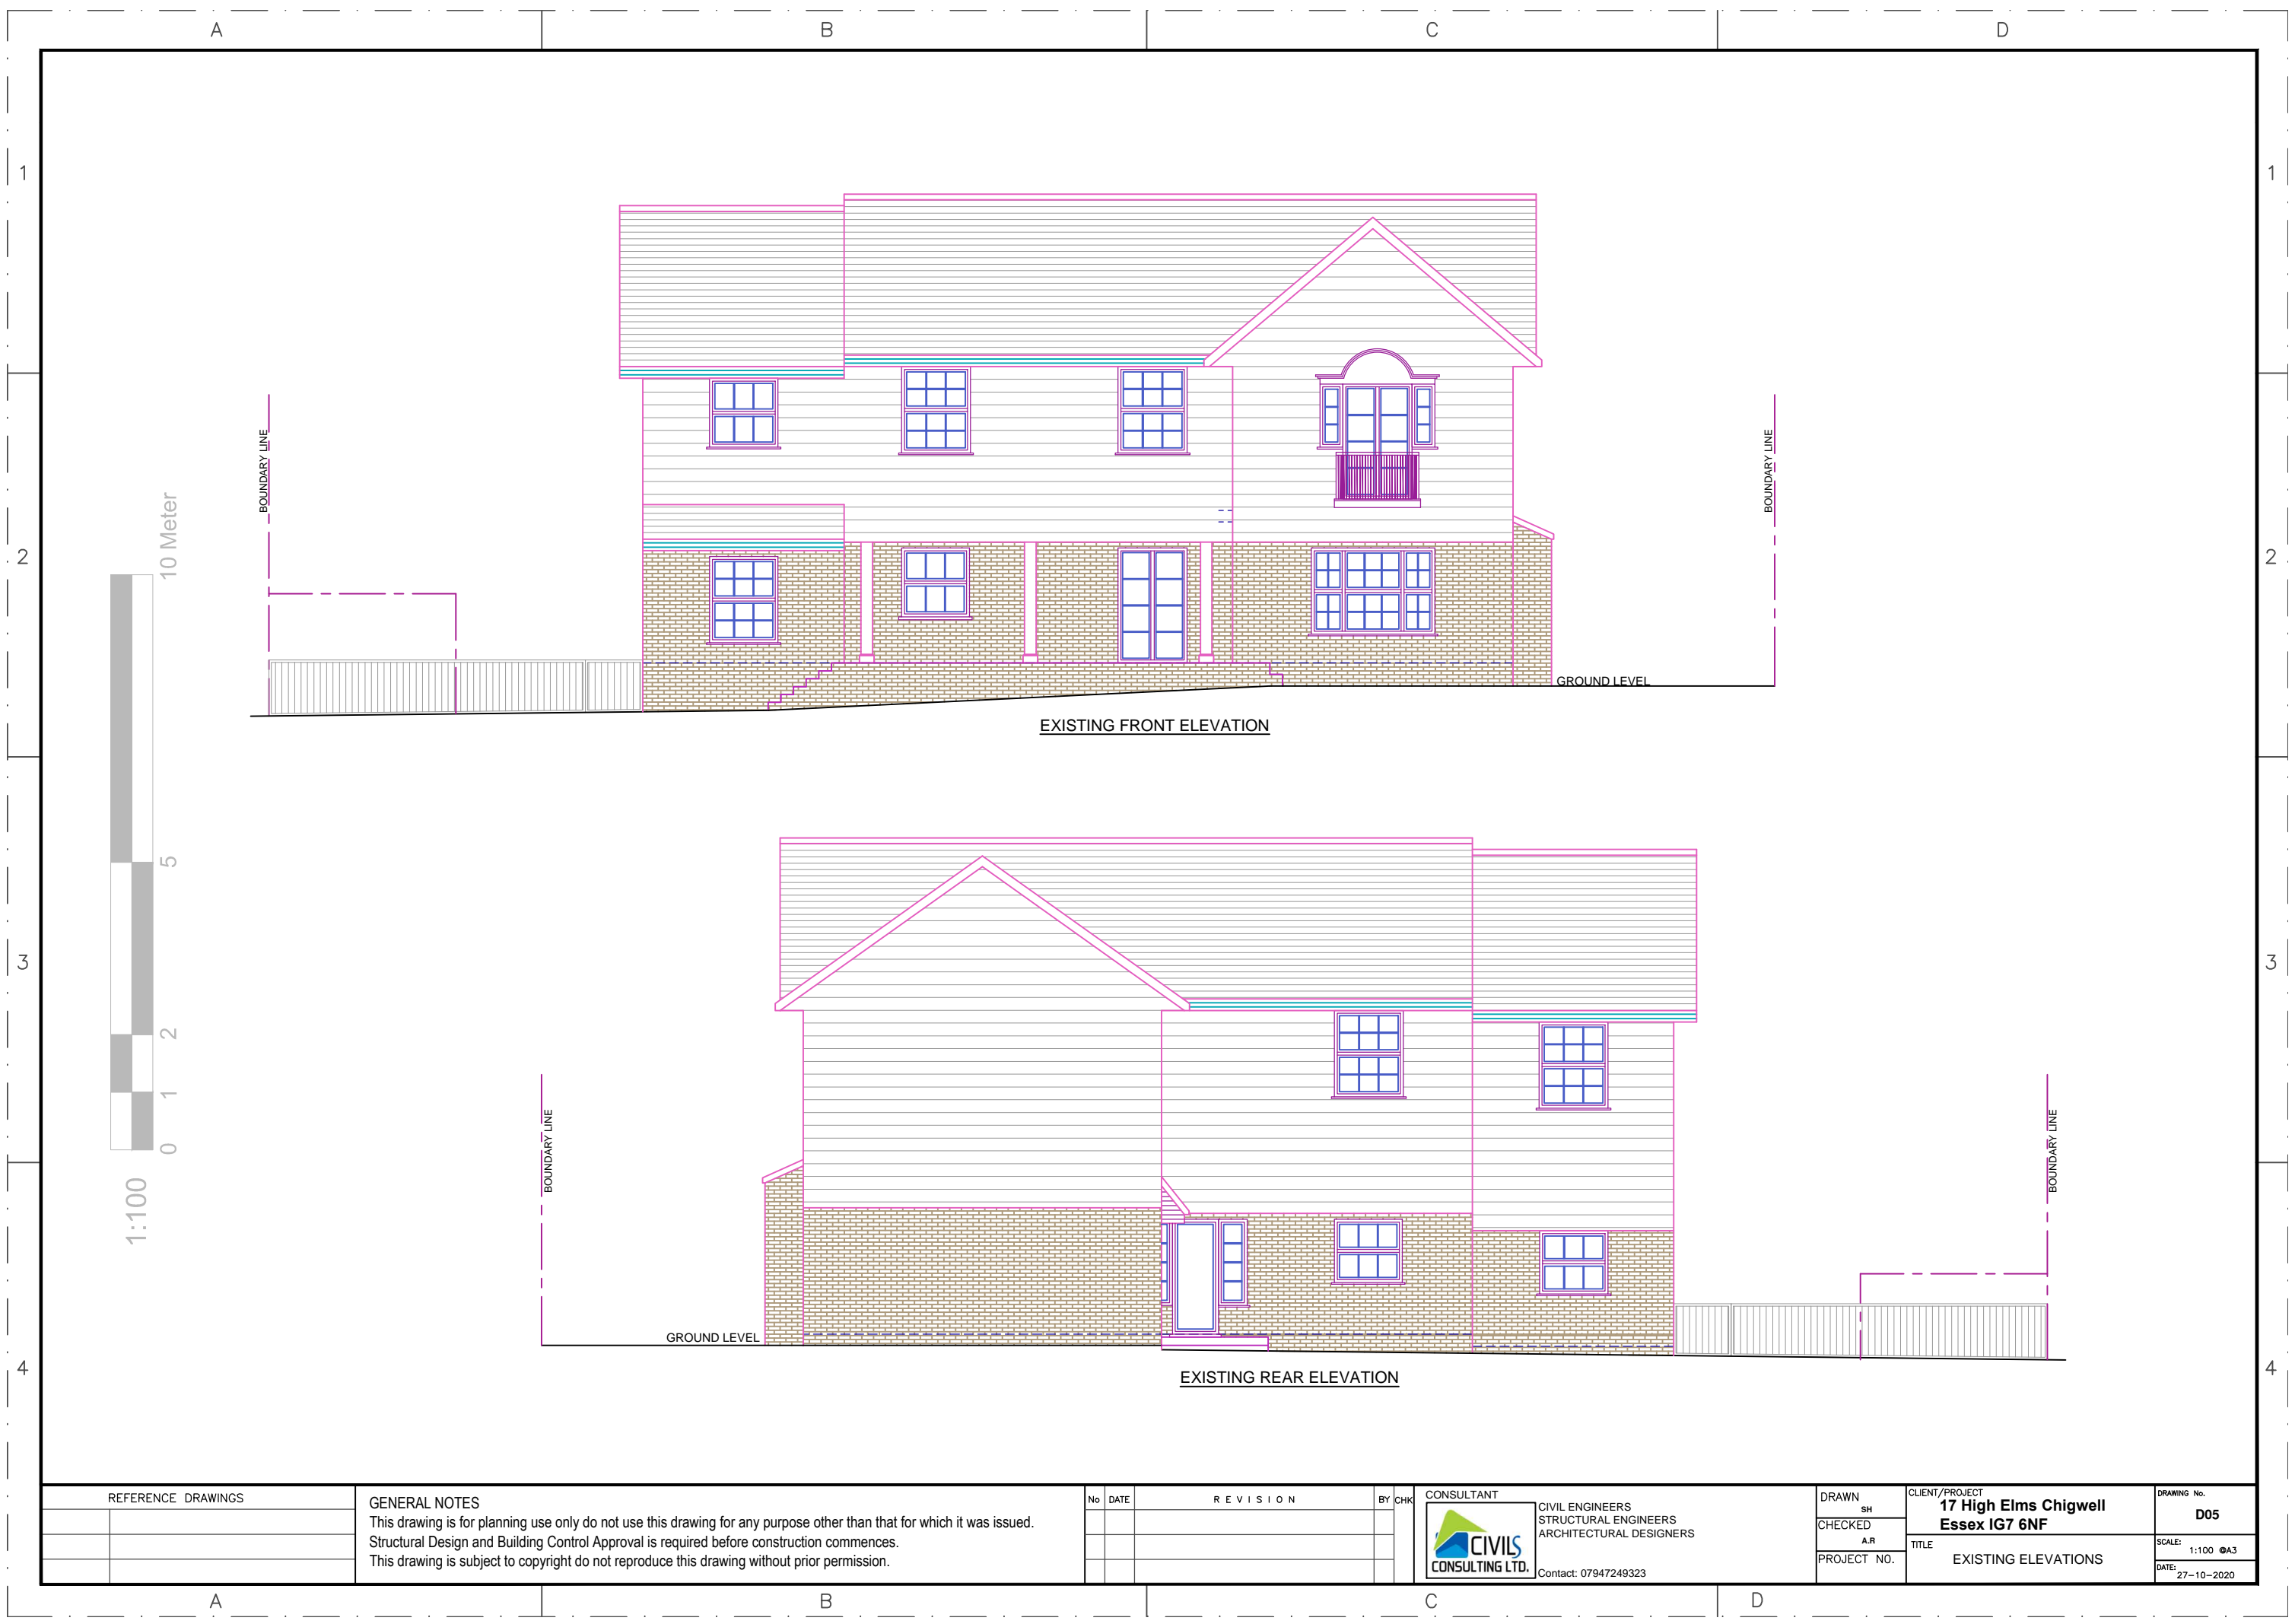 A
B
C
D
1
1
BOUNDARY LINE
BOUNDARY LINE
10 Meter
2
2
GROUND LEVEL
EXISTING FRONT ELEVATION
5
3
3
2
1
0
1:100
BOUNDARY LINE
BOUNDARY LINE
GROUND LEVEL
4
4
EXISTING REAR ELEVATION
REFERENCE DRAWINGS
GENERAL NOTES
This drawing is for planning use only do not use this drawing for any purpose other than that for which it was issued.
Structural Design and Building Control Approval is required before construction commences.
This drawing is subject to copyright do not reproduce this drawing without prior permission.
No
DATE
REVISION
BY
CHK
CONSULTANT
CIVILS
CONSULTING LTD.
CIVIL ENGINEERS
STRUCTURAL ENGINEERS
ARCHITECTURAL DESIGNERS
Contact: 07947249323
DRAWN
SH
CHECKED
A.R
PROJECT NO.
CLIENT/PROJECT
17 High Elms Chigwell
Essex IG7 6NF
TITLE
EXISTING ELEVATIONS
DRAWING No.
D05
SCALE:
1:100 @A3
DATE:
27-10-2020
A
B
C
D